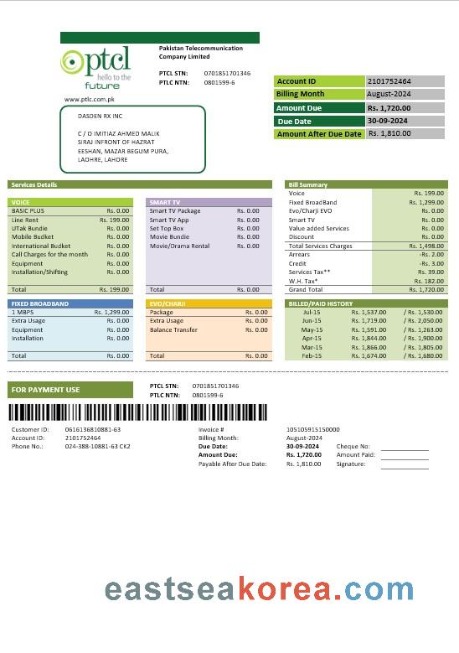 ptcl
hello to the
future
www.ptlc.com.pk
Pakistan Telecommunication
Company Limited
PTCL STN: 0701851701346
PTLC NTN: 0801599-6
Account ID 2101752464
Billing Month August-2024
Amount Due Rs. 1,720.00
Due Date 30-09-2024
Amount After Due Date Rs. 1,810.00
DASDEN RX INC
C / O IMITIAZ AHMED MALIK
SIRAJ INFRONT OF HAZRAT
EESHAN, MAZAR BEGUM PURA,
LADHRE, LAHORE
Services Details
VOICE
BASIC PLUS Rs. 0.00
Line Rent Rs. 199.00
UTak Bundle Rs. 0.00
Mobile Budket Rs. 0.00
International Budket Rs. 0.00
Call Charges for the month Rs. 0.00
Equipment Rs. 0.00
Installation/Shifting Rs. 0.00
Total Rs. 199.00
SMART TV
Smart TV Package Rs. 0.00
Smart TV App Rs. 0.00
Set Top Box Rs. 0.00
Movie Bundle Rs. 0.00
Movie/Drama Rental Rs. 0.00
Total Rs. 0.00
Bill Summary
Voice Rs. 199.00
Fixed BroadBand Rs. 1,299.00
Evo/Charji EVO Rs. 0.00
Smart TV Rs. 0.00
Value added Services Rs. 0.00
Discount Rs. 0.00
Total Services Charges Rs. 1,498.00
Arrears -Rs. 2.00
Credit -Rs. 3.00
Services Tax** Rs. 39.00
W.H. Tax* Rs. 182.00
Grand Total Rs. 1,720.00
FIXED BROADBAND
1 MBPS Rs. 1,299.00
Extra Usage Rs. 0.00
Equipment Rs. 0.00
Installation Rs. 0.00
Total Rs. 0.00
EVO/CHARJI
Package Rs. 0.00
Extra Usage Rs. 0.00
Balance Transfer Rs. 0.00
Total Rs. 0.00
BILLED/PAID HISTORY
Jul-15 Rs. 1,537.00 / Rs. 1,530.00
Jun-15 Rs. 1,719.00 / Rs. 2,050.00
May-15 Rs. 1,591.00 / Rs. 1,263.00
Apr-15 Rs. 1,844.00 / Rs. 1,900.00
Mar-15 Rs. 1,866.00 / Rs. 1,805.00
Feb-15 Rs. 1,674.00 / Rs. 1,680.00
FOR PAYMENT USE
PTCL STN: 0701851701346
PTLC NTN: 0801599-6
Customer ID: 0616136810881-63
Account ID: 2101752464
Phone No.: 024-388-10881-63 CK2
Invoice # 105105915150000
Billing Month: August-2024
Due Date: 30-09-2024
Amount Due: Rs. 1,720.00
Payable After Due Date: Rs. 1,810.00
Cheque No:
Amount Paid:
Signature:
eastseakorea.com